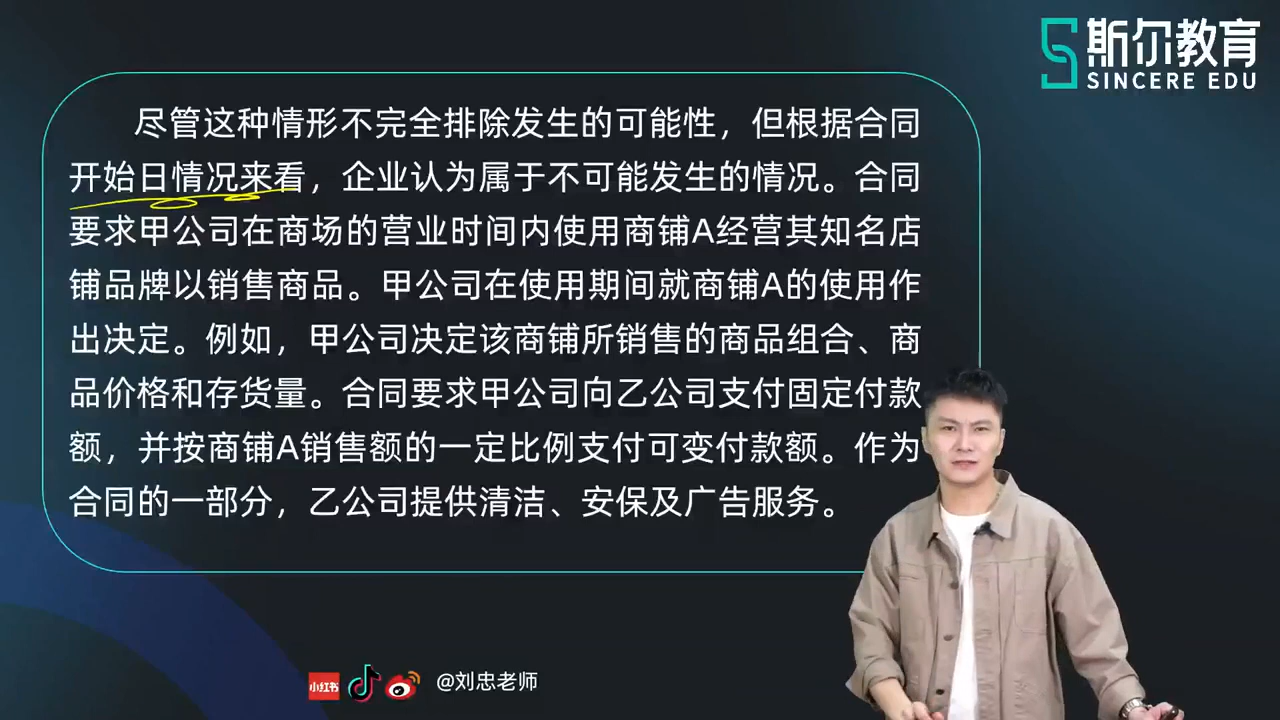 斯尔教育
SINCERE EDU
尽管这种情形不完全排除发生的可能性，但根据合同
开始日情况来看，企业认为属于不可能发生的情况。合同
要求甲公司在商场的营业时间内使用商铺A经营其知名店
铺品牌以销售商品。甲公司在使用期间就商铺A的使用作
出决定。例如，甲公司决定该商铺所销售的商品组合、商
品价格和存货量。合同要求甲公司向乙公司支付固定付款
额，并按商铺A销售额的一定比例支付可变付款额。作为
合同的一部分，乙公司提供清洁、安保及广告服务。
小红书 @刘忠老师